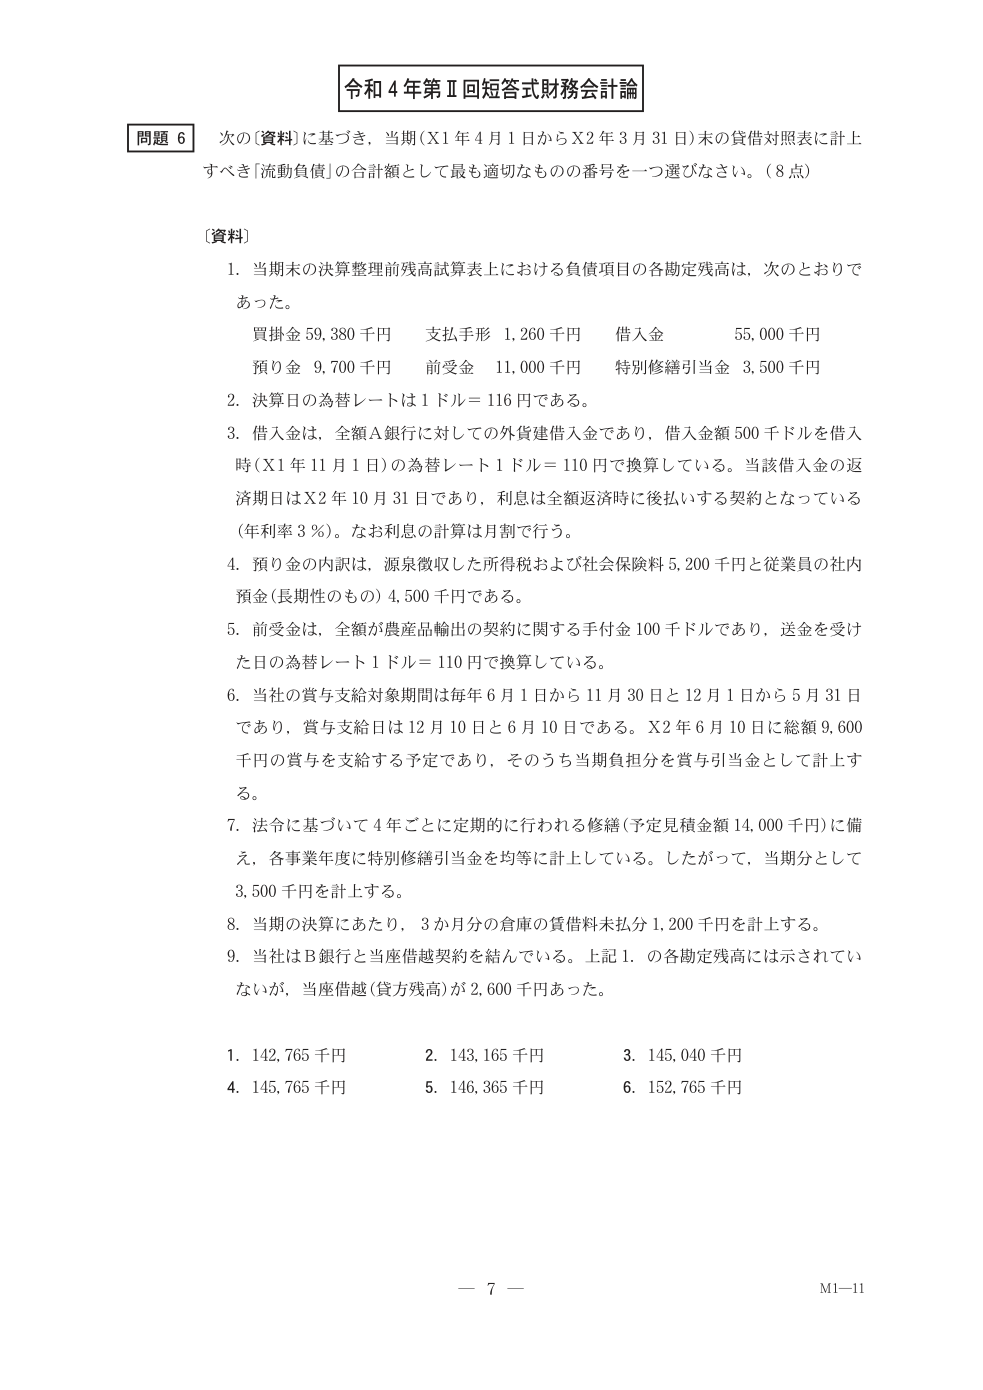 令和4年第Ⅱ回短答式財務会計論
問題 6 次の〔資料〕に基づき，当期(X1年4月1日からX2年3月31日)末の貸借対照表に計上
すべき「流動負債」の合計額として最も適切なものの番号を一つ選びなさい。(8点)
〔資料〕
1. 当期末の決算整理前残高試算表上における負債項目の各勘定残高は，次のとおりで
あった。
買掛金 59,380 千円 支払手形 1,260 千円 借入金 55,000 千円
預り金 9,700 千円 前受金 11,000 千円 特別修繕引当金 3,500 千円
2. 決算日の為替レートは1ドル＝116円である。
3. 借入金は，全額A銀行に対しての外貨建借入金であり，借入金額500千ドルを借入
時(X1年11月1日)の為替レート1ドル＝110円で換算している。当該借入金の返
済期日はX2年10月31日であり，利息は全額返済時に後払いする契約となっている
(年利率3％)。なお利息の計算は月割で行う。
4. 預り金の内訳は，源泉徴収した所得税および社会保険料5,200千円と従業員の社内
預金(長期性のもの)4,500千円である。
5. 前受金は，全額が農産品輸出の契約に関する手付金100千ドルであり，送金を受け
た日の為替レート1ドル＝110円で換算している。
6. 当社の賞与支給対象期間は毎年6月1日から11月30日と12月1日から5月31日
であり，賞与支給日は12月10日と6月10日である。X2年6月10日に総額9,600
千円の賞与を支給する予定であり，そのうち当期負担分を賞与引当金として計上す
る。
7. 法令に基づいて4年ごとに定期的に行われる修繕(予定見積金額14,000千円)に備
え，各事業年度に特別修繕引当金を均等に計上している。したがって，当期分として
3,500千円を計上する。
8. 当期の決算にあたり，3か月分の倉庫の賃借料未払分1,200千円を計上する。
9. 当社はB銀行と当座借越契約を結んでいる。上記1．の各勘定残高には示されてい
ないが，当座借越(貸方残高)が2,600千円あった。
1. 142,765千円 2. 143,165千円 3. 145,040千円
4. 145,765千円 5. 146,365千円 6. 152,765千円
― 7 ― M1―11